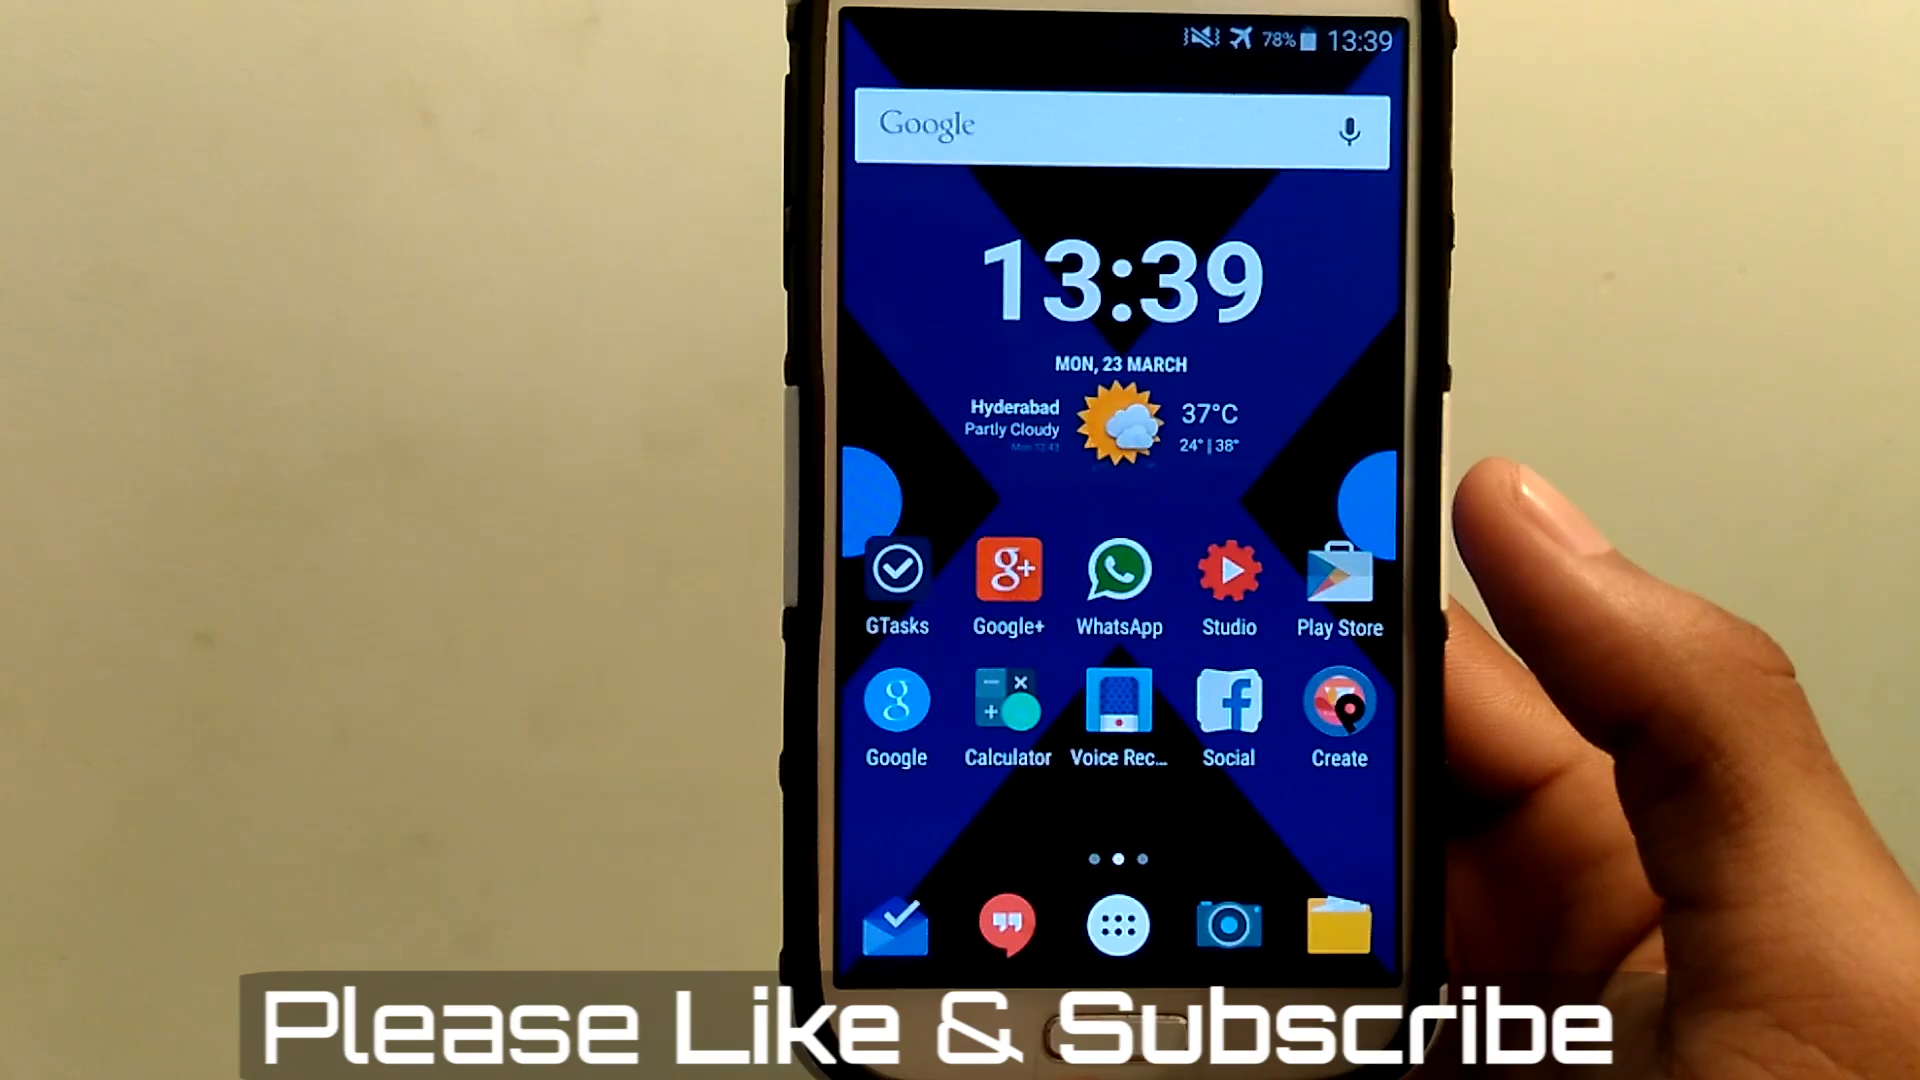 78% 13:39
Google
13:39
MON, 23 MARCH
Hyderabad
Partly Cloudy
37°C
24° | 38°
GTasks Google+ WhatsApp Studio Play Store
Google Calculator Voice Rec... Social Create
Please Like & Subscribe